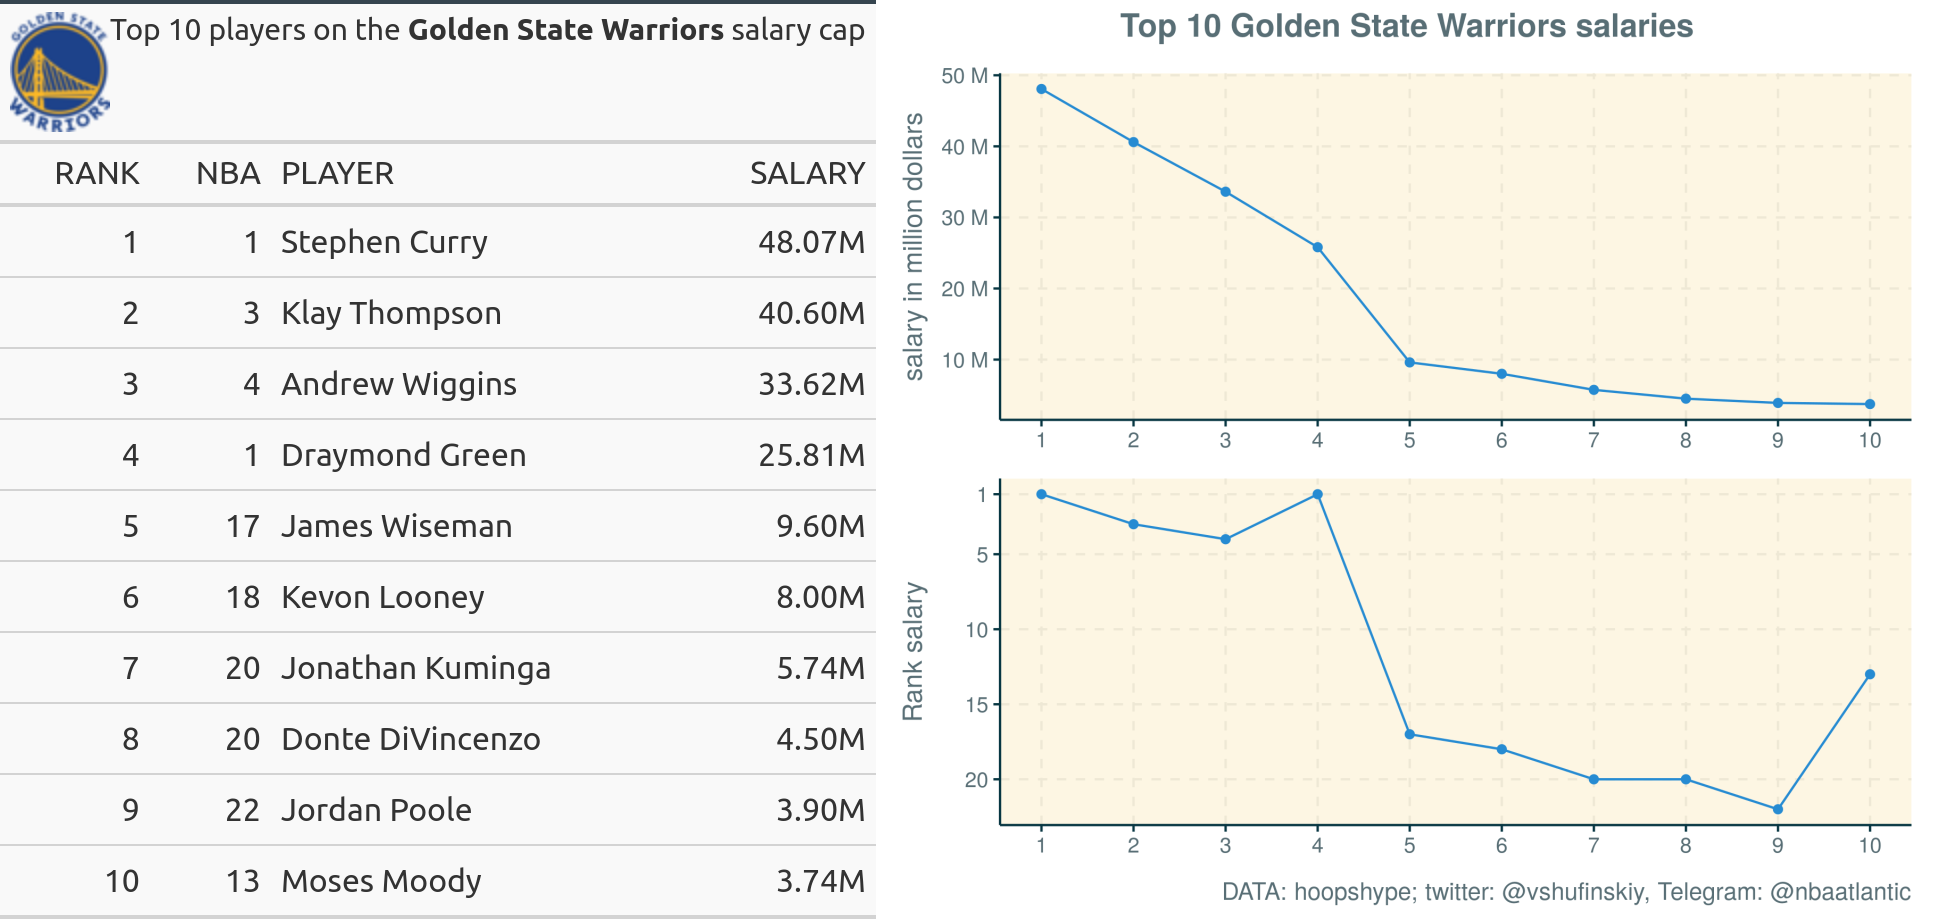 GOLDEN STATE
WARRIORS
Top 10 players on the Golden State Warriors salary cap
RANK NBA PLAYER SALARY
1 1 Stephen Curry 48.07M
2 3 Klay Thompson 40.60M
3 4 Andrew Wiggins 33.62M
4 1 Draymond Green 25.81M
5 17 James Wiseman 9.60M
6 18 Kevon Looney 8.00M
7 20 Jonathan Kuminga 5.74M
8 20 Donte DiVincenzo 4.50M
9 22 Jordan Poole 3.90M
10 13 Moses Moody 3.74M
Top 10 Golden State Warriors salaries
salary in million dollars
50 M
40 M
30 M
20 M
10 M
1 2 3 4 5 6 7 8 9 10
Rank salary
1
5
10
15
20
1 2 3 4 5 6 7 8 9 10
DATA: hoopshype; twitter: @vshufinskiy, Telegram: @nbaatlantic